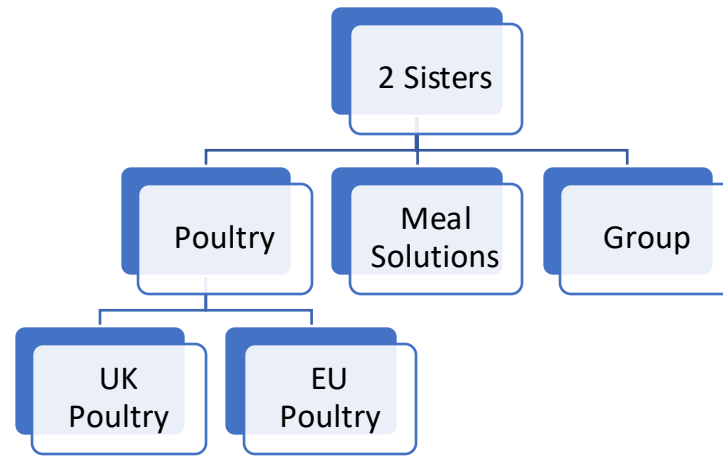 2 Sisters
Poultry
Meal
Solutions
Group
UK
Poultry
EU
Poultry